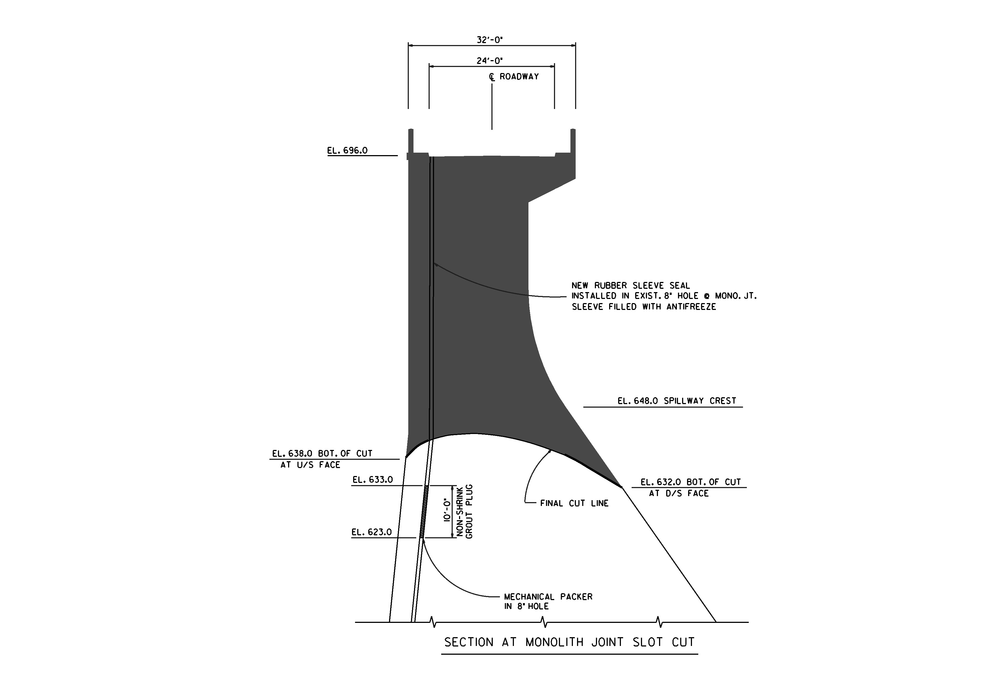 32'-0"
24'-0"
℄ ROADWAY
EL. 696.0
NEW RUBBER SLEEVE SEAL
INSTALLED IN EXIST. 8" HOLE @ MONO. JT.
SLEEVE FILLED WITH ANTIFREEZE
EL. 648.0 SPILLWAY CREST
EL. 638.0 BOT. OF CUT
AT U/S FACE
EL. 633.0
EL. 632.0 BOT. OF CUT
AT D/S FACE
10'-0"
NON-SHRINK
GROUT PLUG
FINAL CUT LINE
EL. 623.0
MECHANICAL PACKER
IN 8" HOLE
SECTION AT MONOLITH JOINT SLOT CUT